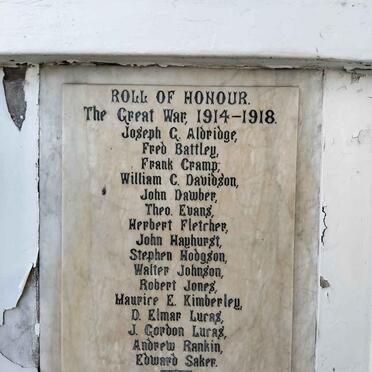 ROLL OF HONOUR.
The Great War, 1914-1918.
Joseph G. Aldridge,
Fred Battley,
Frank Cramp,
William C. Davidson,
John Dawber,
Theo. Evans,
Herbert Fletcher,
John Hayhurst,
Stephen Hodgson,
Walter Johnson,
Robert Jones,
Maurice E. Kimberley,
D. Elmar Lucas,
J. Gordon Lucas,
Andrew Rankin,
Edward Saker.